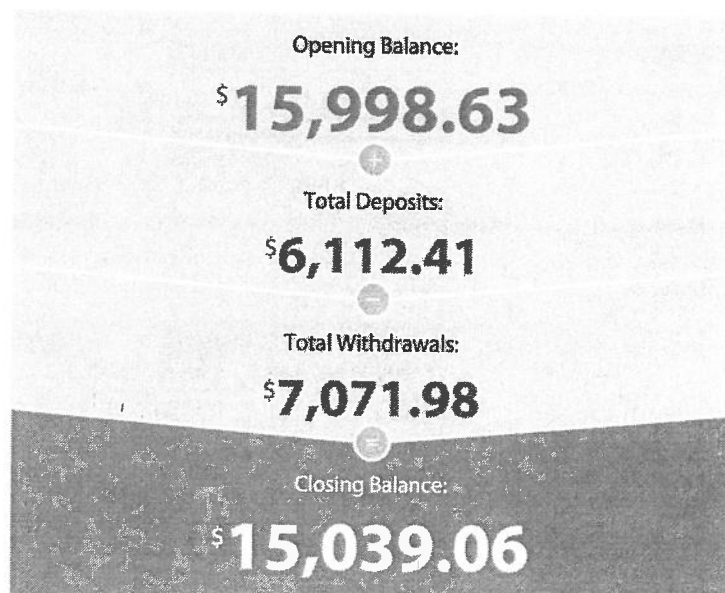 Opening Balance:
$15,998.63
+
Total Deposits:
$6,112.41
-
Total Withdrawals:
$7,071.98
=
Closing Balance:
$15,039.06